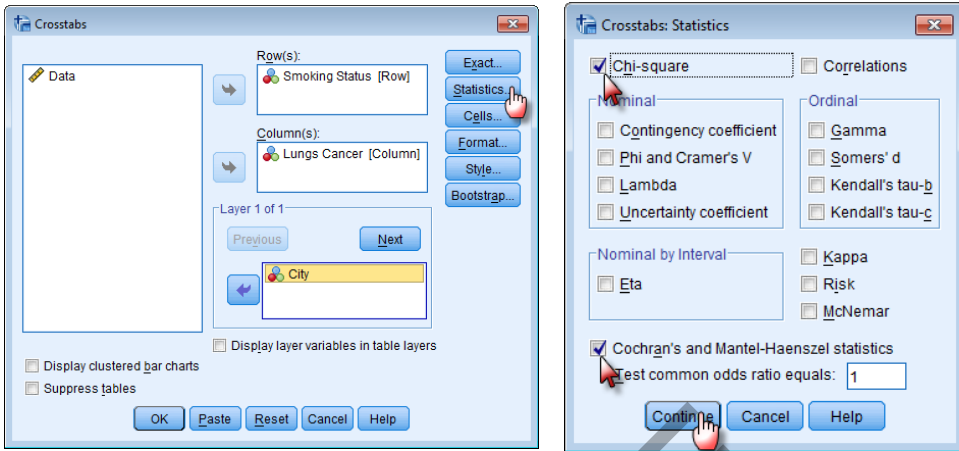 Crosstabs
Data
Row(s):
Smoking Status [Row]
Column(s):
Lungs Cancer [Column]
Layer 1 of 1
Previous
Next
City
Display layer variables in table layers
Display clustered bar charts
Suppress tables
Exact...
Statistics...
Cells...
Format...
Style...
Bootstrap...
OK
Paste
Reset
Cancel
Help
Crosstabs: Statistics
Chi-square
Correlations
Nominal
Contingency coefficient
Phi and Cramer's V
Lambda
Uncertainty coefficient
Ordinal
Gamma
Somers' d
Kendall's tau-b
Kendall's tau-c
Nominal by Interval
Eta
Kappa
Risk
McNemar
Cochran's and Mantel-Haenszel statistics
Test common odds ratio equals: 1
Continue
Cancel
Help